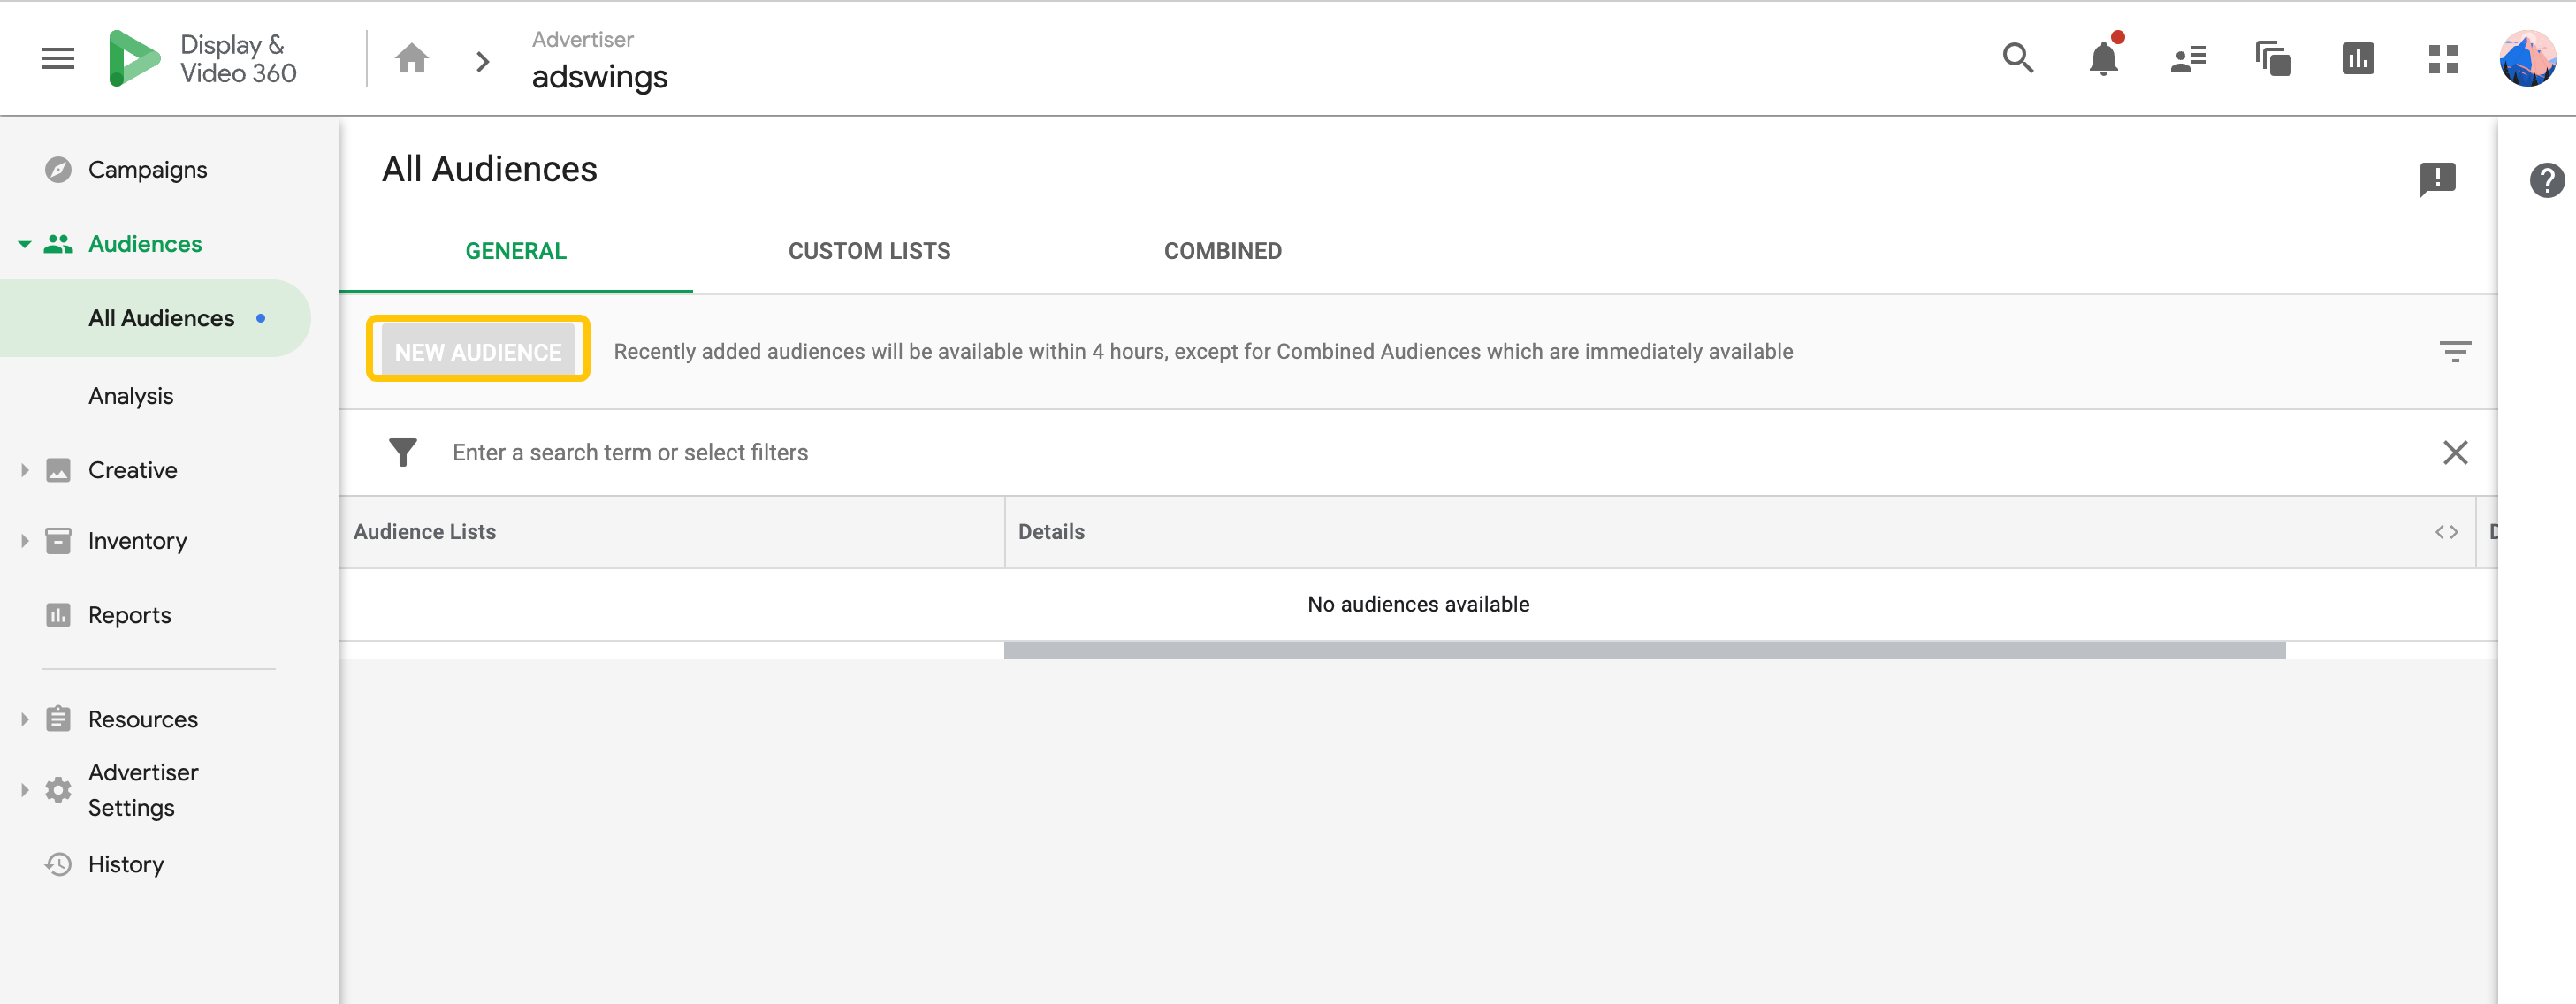 Display &
Video 360
Advertiser
adswings
Campaigns
Audiences
All Audiences
Analysis
Creative
Inventory
Reports
Resources
Advertiser
Settings
History
All Audiences
GENERAL
CUSTOM LISTS
COMBINED
NEW AUDIENCE
Recently added audiences will be available within 4 hours, except for Combined Audiences which are immediately available
Enter a search term or select filters
Audience Lists
Details
No audiences available